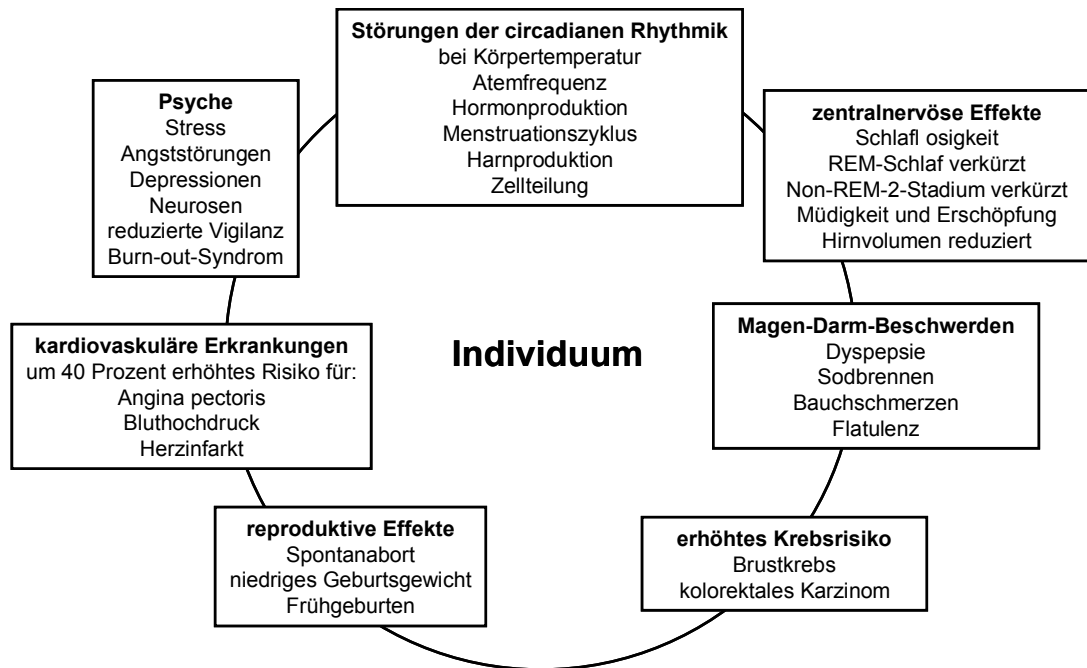 Störungen der circadianen Rhythmik
bei Körpertemperatur
Atemfrequenz
Hormonproduktion
Menstruationszyklus
Harnproduktion
Zellteilung
Psyche
Stress
Angststörungen
Depressionen
Neurosen
reduzierte Vigilanz
Burn-out-Syndrom
zentralnervöse Effekte
Schlafl osigkeit
REM-Schlaf verkürzt
Non-REM-2-Stadium verkürzt
Müdigkeit und Erschöpfung
Hirnvolumen reduziert
kardiovaskuläre Erkrankungen
um 40 Prozent erhöhtes Risiko für:
Angina pectoris
Bluthochdruck
Herzinfarkt
Individuum
Magen-Darm-Beschwerden
Dyspepsie
Sodbrennen
Bauchschmerzen
Flatulenz
reproduktive Effekte
Spontanabort
niedriges Geburtsgewicht
Frühgeburten
erhöhtes Krebsrisiko
Brustkrebs
kolorektales Karzinom